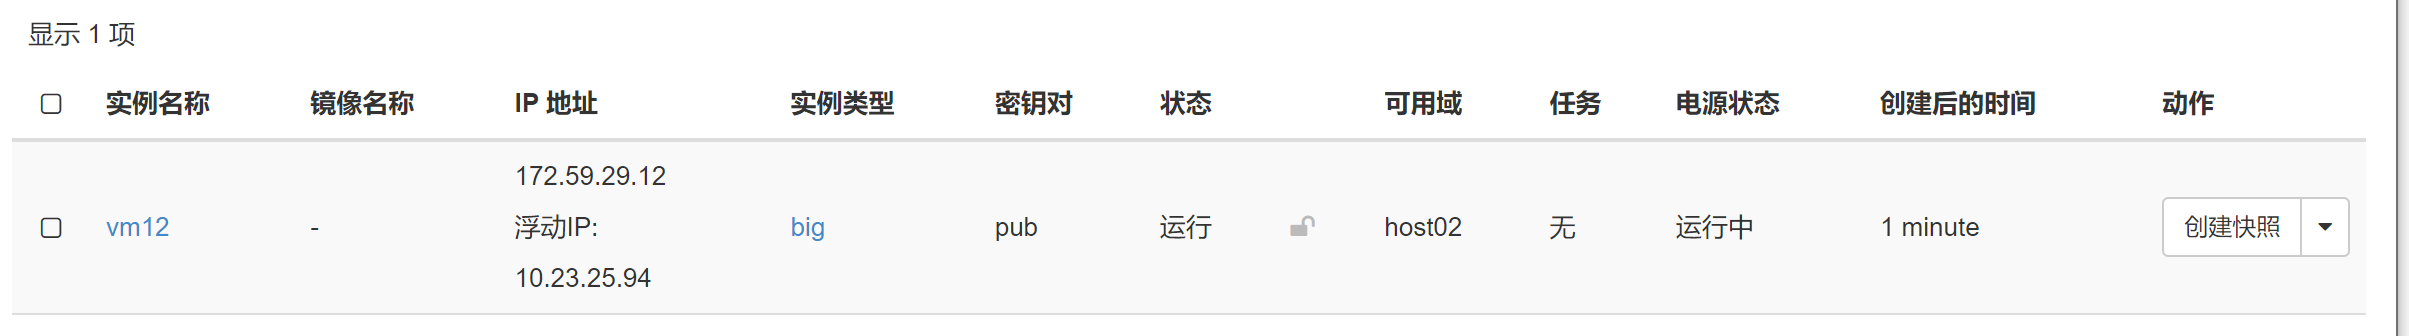 显示 1 项
实例名称 镜像名称 IP 地址 实例类型 密钥对 状态 可用域 任务 电源状态 创建后的时间 动作
172.59.29.12
vm12 - 浮动IP: big pub 运行 host02 无 运行中 1 minute 创建快照
10.23.25.94